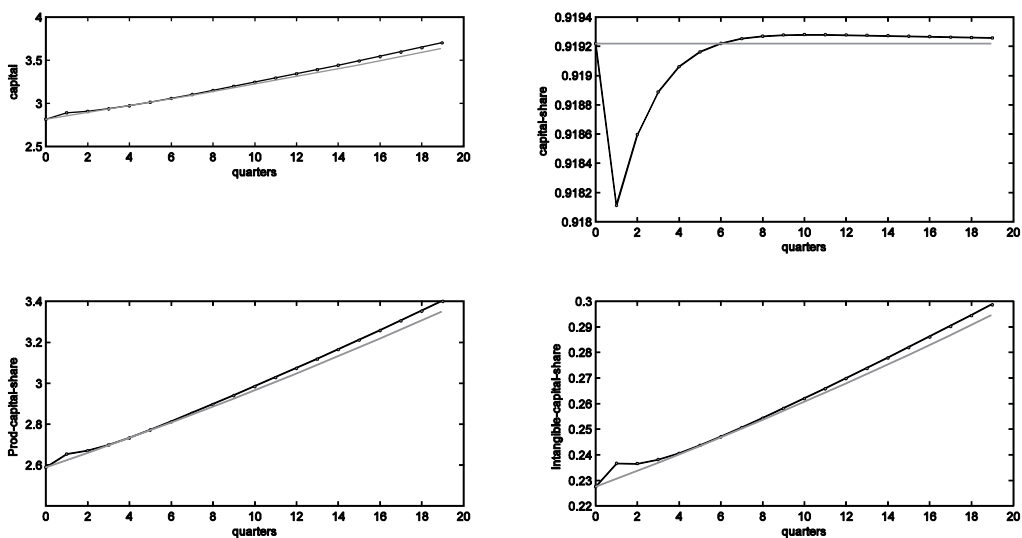 4
3.5
3
2.5
capital
0 2 4 6 8 10 12 14 16 18 20
quarters
0.9194
0.9192
0.919
0.9188
0.9186
0.9184
0.9182
0.918
capital-share
0 2 4 6 8 10 12 14 16 18 20
quarters
3.4
3.2
3
2.8
2.6
Prod-capital-share
0 2 4 6 8 10 12 14 16 18 20
quarters
0.3
0.29
0.28
0.27
0.26
0.25
0.24
0.23
0.22
Intangible-capital-share
0 2 4 6 8 10 12 14 16 18 20
quarters